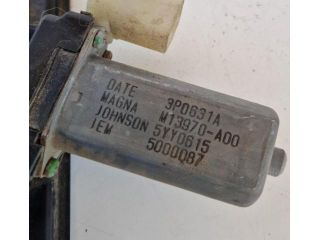 DATE 3P0631A
MAGNA M13970-A00
JOHNSON 5YY0615
IEM 5000087